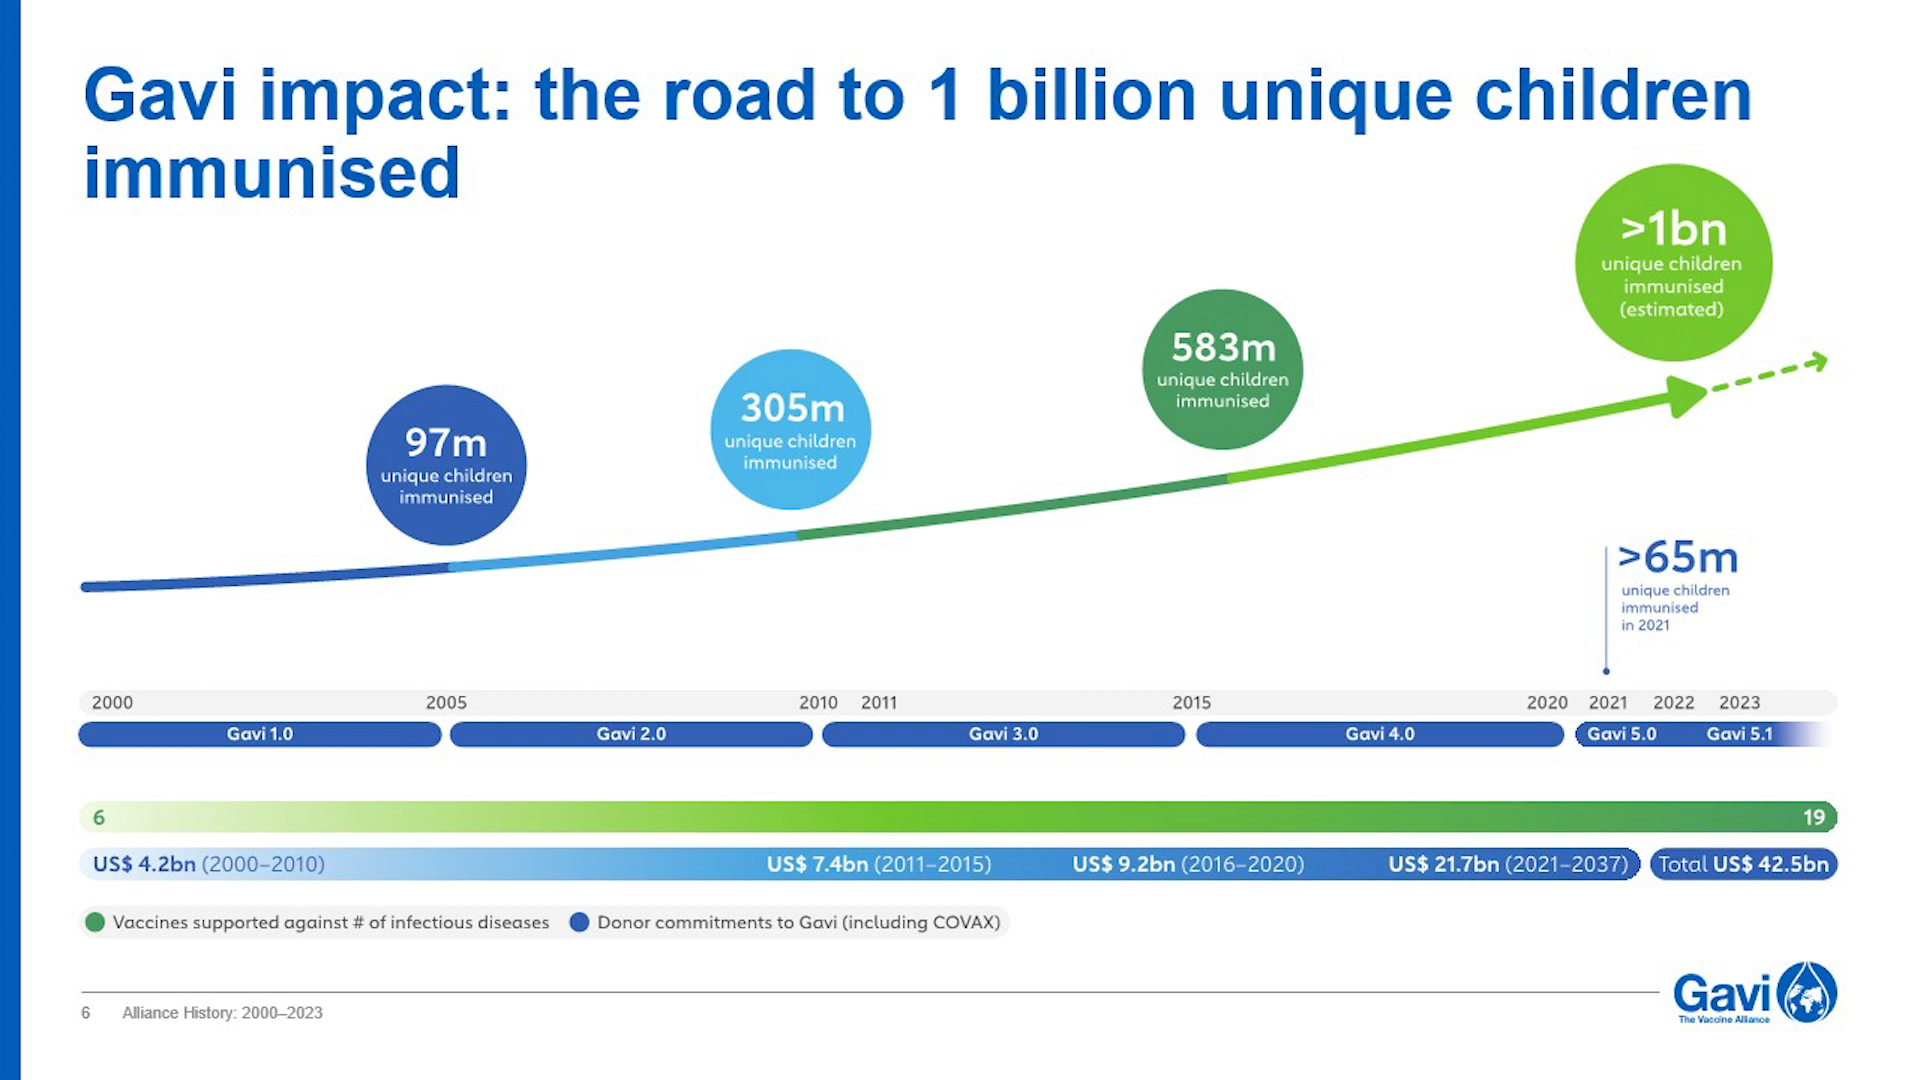 Gavi impact: the road to 1 billion unique children
immunised
>1bn
unique children
immunised
(estimated)
583m
unique children
immunised
305m
unique children
immunised
97m
unique children
immunised
>65m
unique children
immunised
in 2021
2000 2005 2010 2011 2015 2020 2021 2022 2023
Gavi 1.0 Gavi 2.0 Gavi 3.0 Gavi 4.0 Gavi 5.0 Gavi 5.1
6 19
US$ 4.2bn (2000–2010) US$ 7.4bn (2011–2015) US$ 9.2bn (2016–2020) US$ 21.7bn (2021–2037) Total US$ 42.5bn
Vaccines supported against # of infectious diseases Donor commitments to Gavi (including COVAX)
Gavi
The Vaccine Alliance
6 Alliance History: 2000–2023